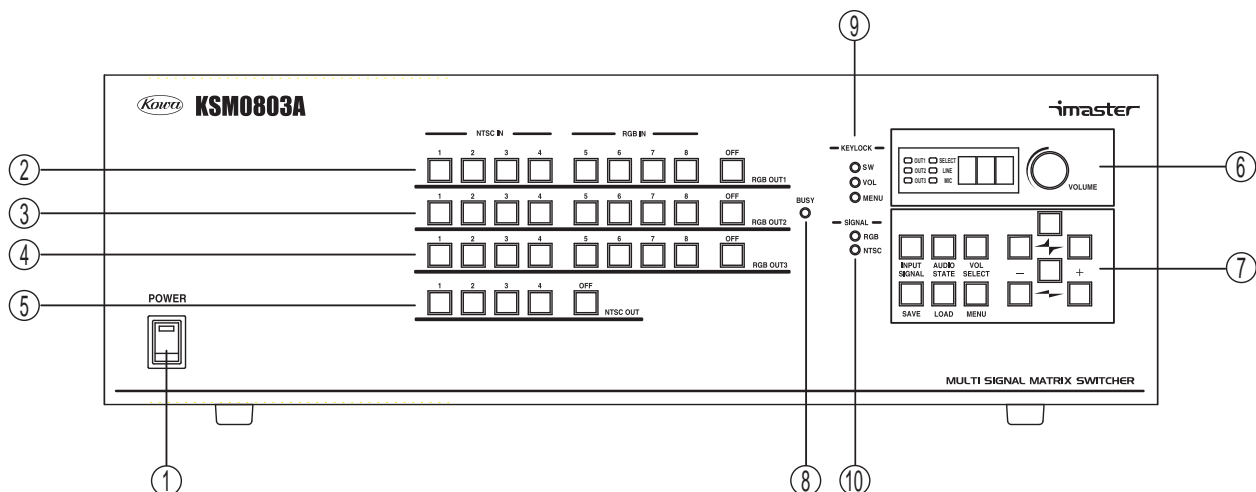 ⑨
Kowa KSM0803A
imaster
NTSC IN RGB IN
KEYLOCK
② 1 2 3 4 5 6 7 8 OFF
RGB OUT1
SW
VOL
MENU
OUT1 SELECT
OUT2 LINE
OUT3 MIC
VOLUME
⑥
③ 1 2 3 4 5 6 7 8 OFF
RGB OUT2
BUSY
SIGNAL
RGB
NTSC
④ 1 2 3 4 5 6 7 8 OFF
RGB OUT3
INPUT SIGNAL
AUDIO STATE
VOL SELECT
− +
⑦
SAVE LOAD MENU
⑤ 1 2 3 4 OFF
NTSC OUT
POWER
MULTI SIGNAL MATRIX SWITCHER
① ⑧ ⑩